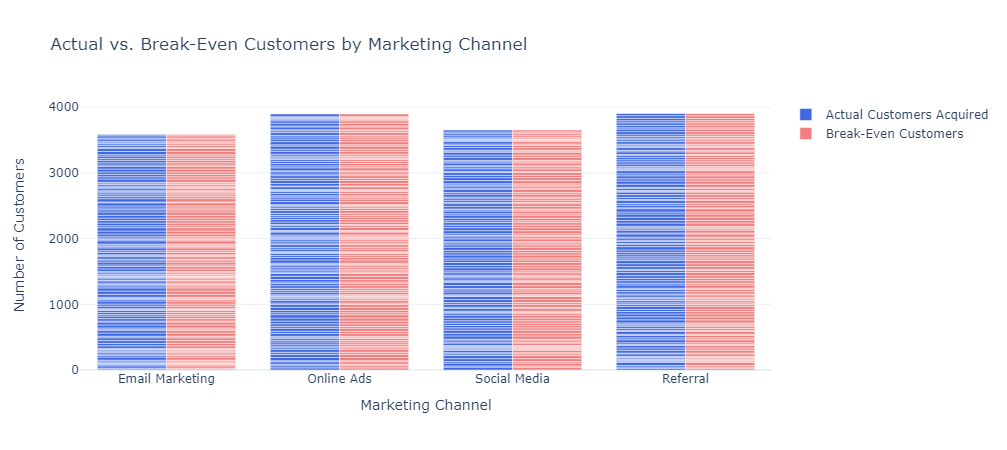 Actual vs. Break-Even Customers by Marketing Channel
Number of Customers
4000
3000
2000
1000
0
Email Marketing
Online Ads
Social Media
Referral
Marketing Channel
Actual Customers Acquired
Break-Even Customers